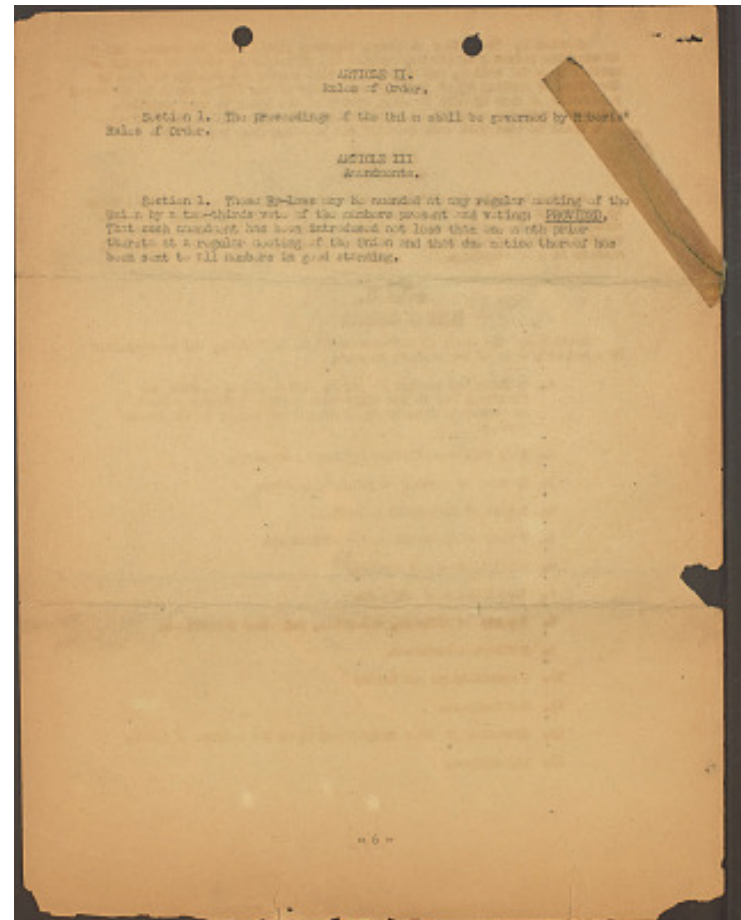 ARTICLE II.
Rules of Order.
Section 1. The proceedings of the Union shall be governed by Roberts'
Rules of Order.
ARTICLE III
Amendments.
Section 1. These By-laws may be amended at any regular meeting of the
Union by a two-thirds vote of the members present and voting; PROVIDED,
That such amendment has been introduced not less than one month prior
thereto at a regular meeting of the Union and that due notice thereof has
been sent to all members in good standing.
- 6 -